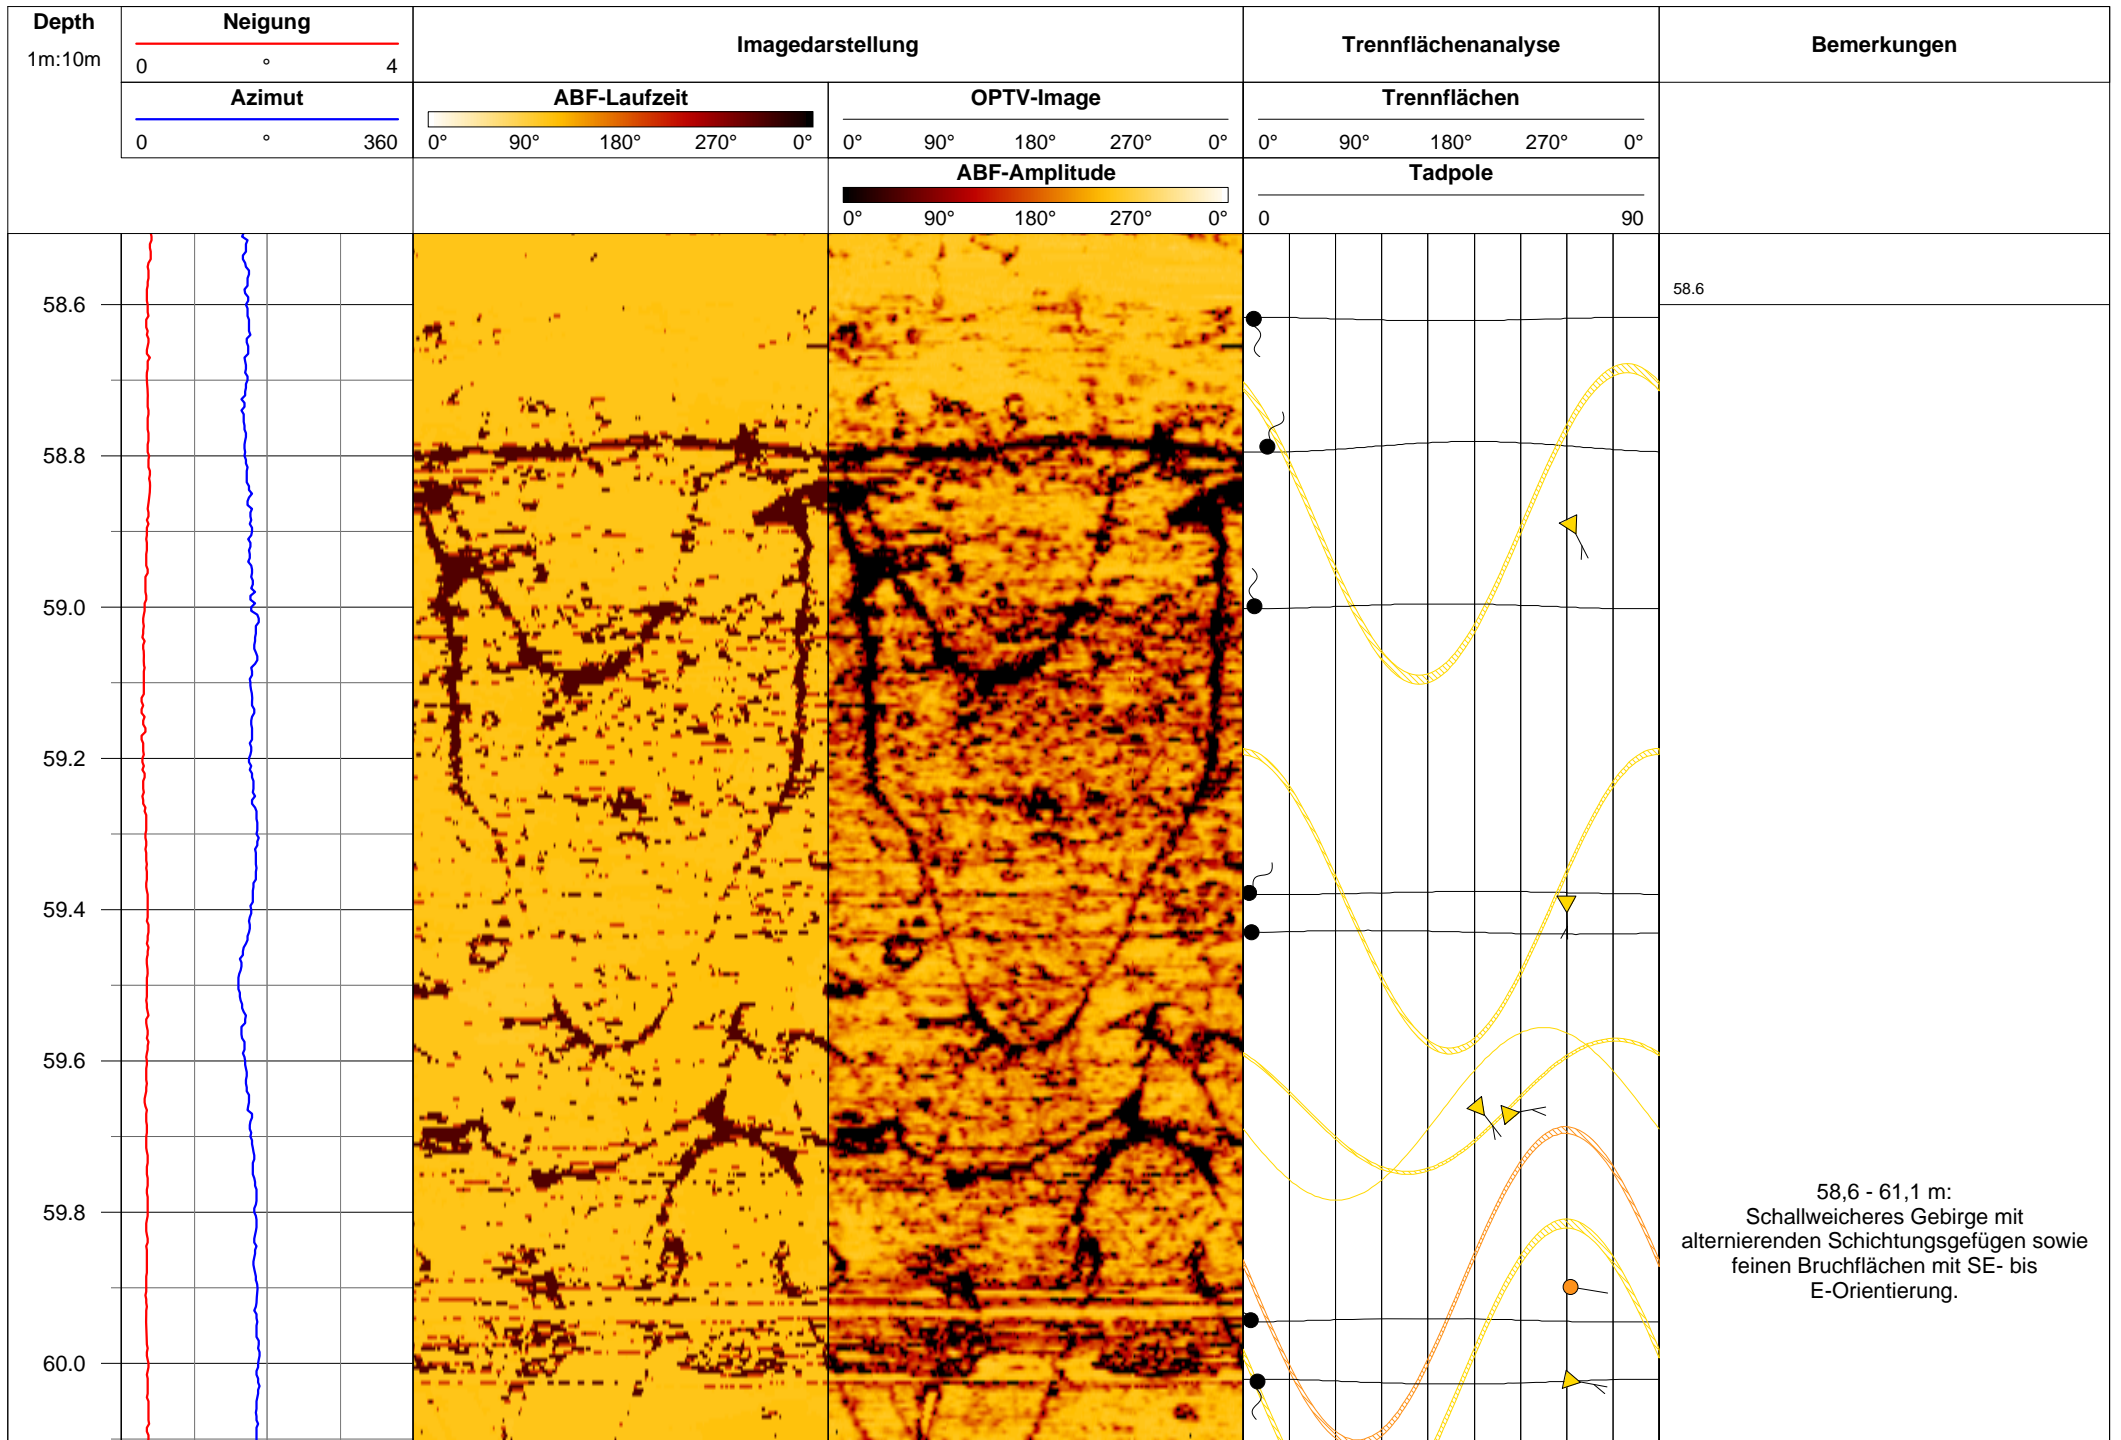 Depth
1m:10m
Neigung
0 ° 4
Azimut
0 ° 360
Imagedarstellung
ABF-Laufzeit
0° 90° 180° 270° 0°
OPTV-Image
0° 90° 180° 270° 0°
ABF-Amplitude
0° 90° 180° 270° 0°
Trennflächenanalyse
Trennflächen
0° 90° 180° 270° 0°
Tadpole
0 90
Bemerkungen
58.6
58.8
59.0
59.2
59.4
59.6
59.8
60.0
58.6
58,6 - 61,1 m:
Schallweicheres Gebirge mit
alternierenden Schichtungsgefügen sowie
feinen Bruchflächen mit SE- bis
E-Orientierung.